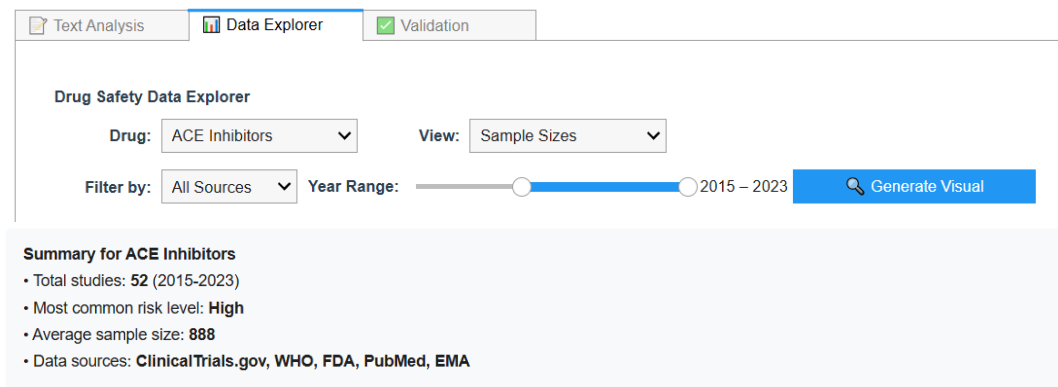 Text Analysis Data Explorer Validation
Drug Safety Data Explorer
Drug: ACE Inhibitors View: Sample Sizes
Filter by: All Sources Year Range: 2015 – 2023 Generate Visual
Summary for ACE Inhibitors
• Total studies: 52 (2015-2023)
• Most common risk level: High
• Average sample size: 888
• Data sources: ClinicalTrials.gov, WHO, FDA, PubMed, EMA